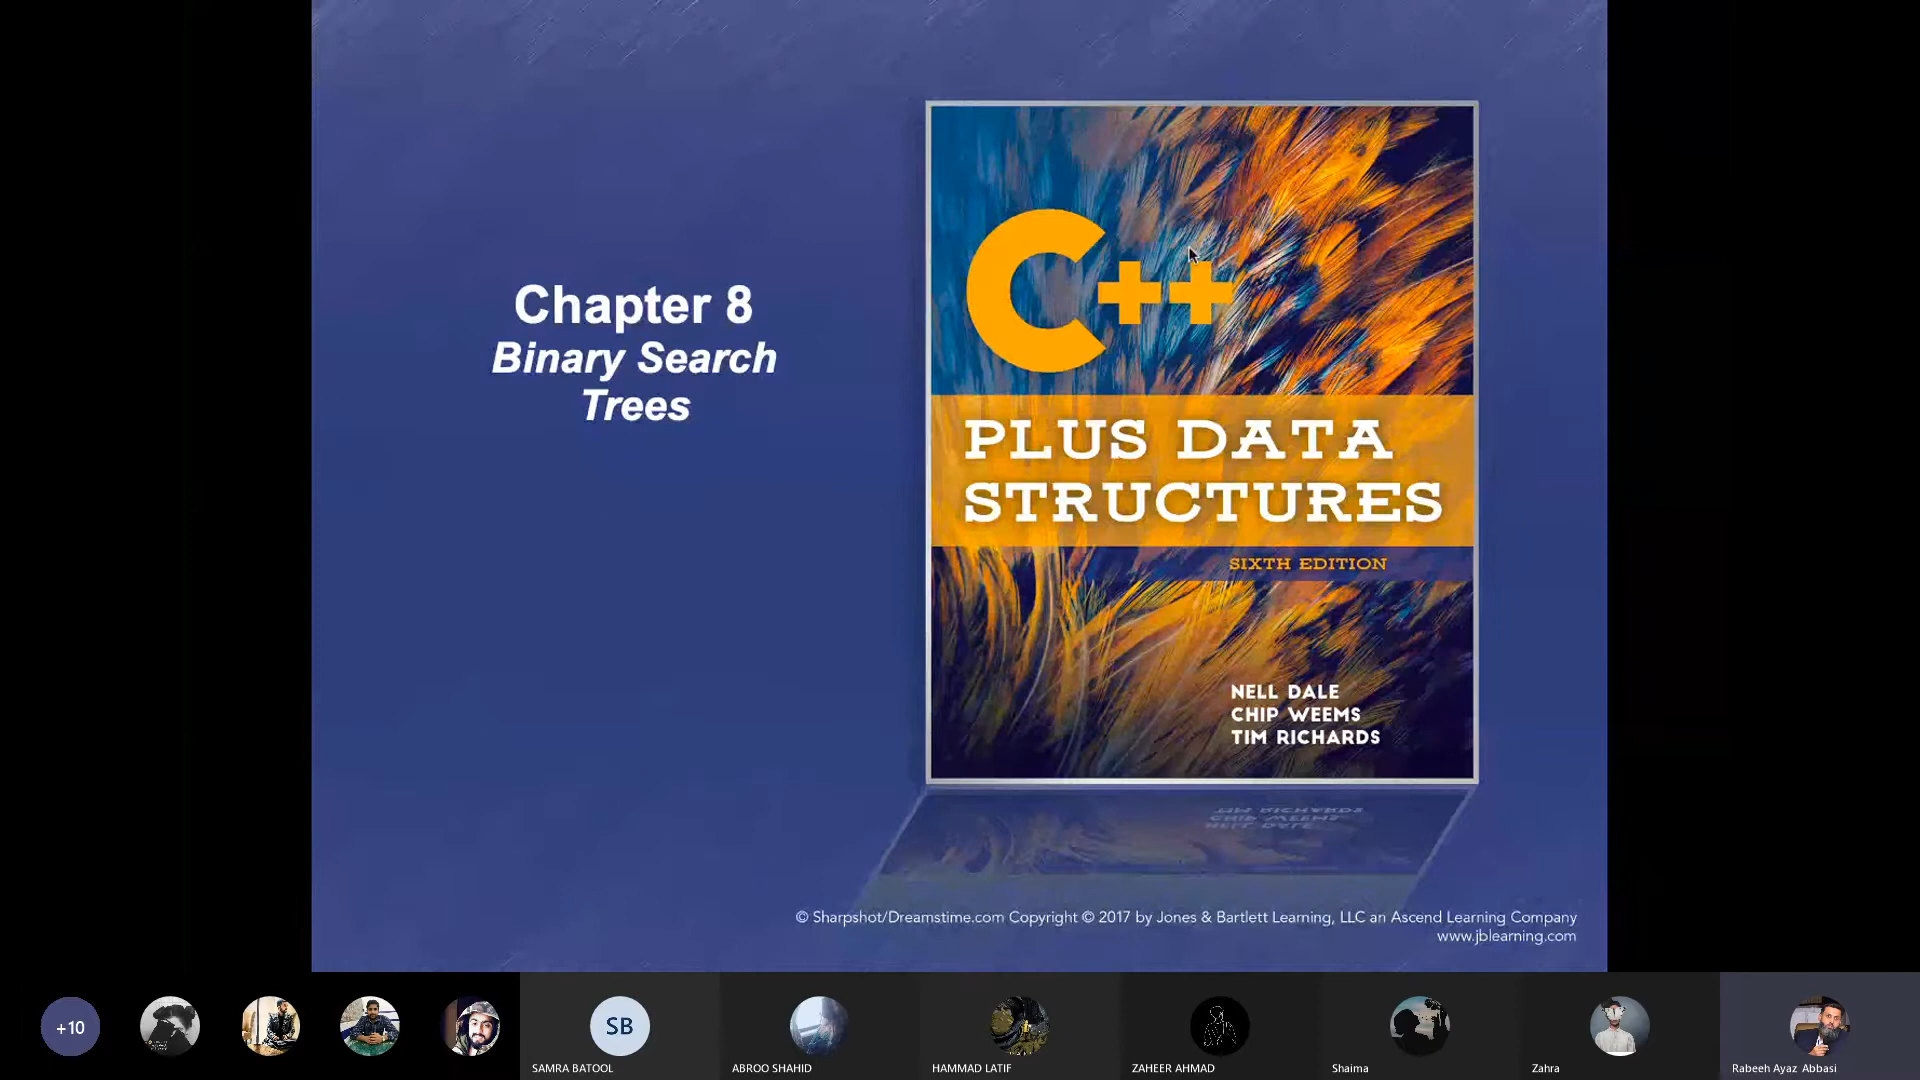 Chapter 8
Binary Search
Trees
C++
PLUS DATA
STRUCTURES
SIXTH EDITION
NELL DALE
CHIP WEEMS
TIM RICHARDS
© Sharpshot/Dreamstime.com Copyright © 2017 by Jones & Bartlett Learning, LLC an Ascend Learning Company
www.jblearning.com
+10
SB
SAMRA BATOOL
ABROO SHAHID
HAMMAD LATIF
ZAHEER AHMAD
Shaima
Zahra
Rabeeh Ayaz Abbasi